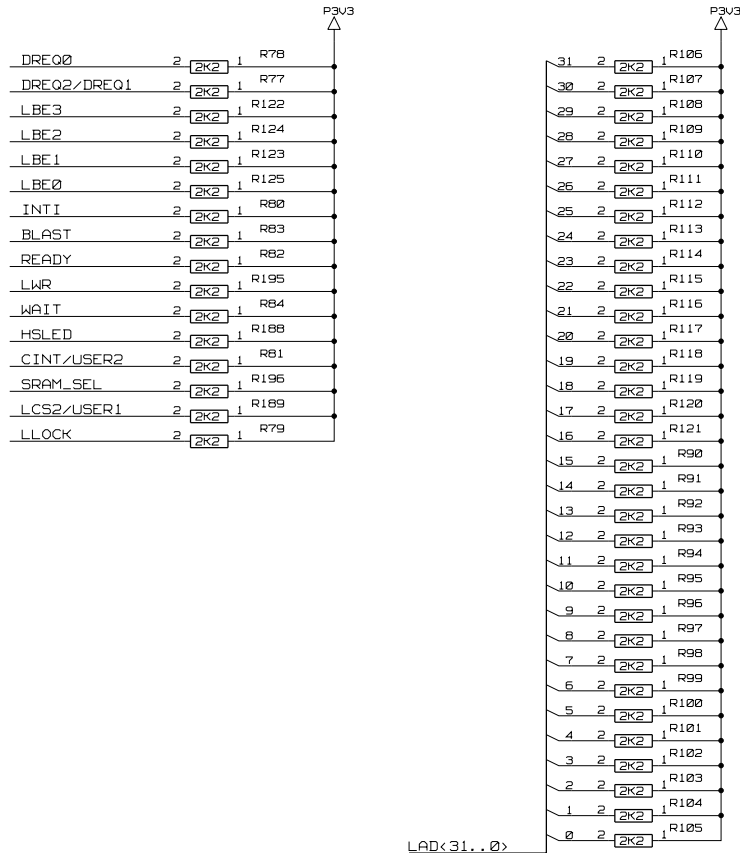 P3V3
DREQ0 2 2K2 1 R78
DREQ2/DREQ1 2 2K2 1 R77
LBE3 2 2K2 1 R122
LBE2 2 2K2 1 R124
LBE1 2 2K2 1 R123
LBE0 2 2K2 1 R125
INTI 2 2K2 1 R80
BLAST 2 2K2 1 R83
READY 2 2K2 1 R82
LWR 2 2K2 1 R195
WAIT 2 2K2 1 R84
HSLED 2 2K2 1 R188
CINT/USER2 2 2K2 1 R81
SRAM_SEL 2 2K2 1 R196
LCS2/USER1 2 2K2 1 R189
LLOCK 2 2K2 1 R79
P3V3
31 2 2K2 1 R106
30 2 2K2 1 R107
29 2 2K2 1 R108
28 2 2K2 1 R109
27 2 2K2 1 R110
26 2 2K2 1 R111
25 2 2K2 1 R112
24 2 2K2 1 R113
23 2 2K2 1 R114
22 2 2K2 1 R115
21 2 2K2 1 R116
20 2 2K2 1 R117
19 2 2K2 1 R118
18 2 2K2 1 R119
17 2 2K2 1 R120
16 2 2K2 1 R121
15 2 2K2 1 R90
14 2 2K2 1 R91
13 2 2K2 1 R92
12 2 2K2 1 R93
11 2 2K2 1 R94
10 2 2K2 1 R95
9 2 2K2 1 R96
8 2 2K2 1 R97
7 2 2K2 1 R98
6 2 2K2 1 R99
5 2 2K2 1 R100
4 2 2K2 1 R101
3 2 2K2 1 R102
2 2 2K2 1 R103
1 2 2K2 1 R104
0 2 2K2 1 R105
LAD<31..0>